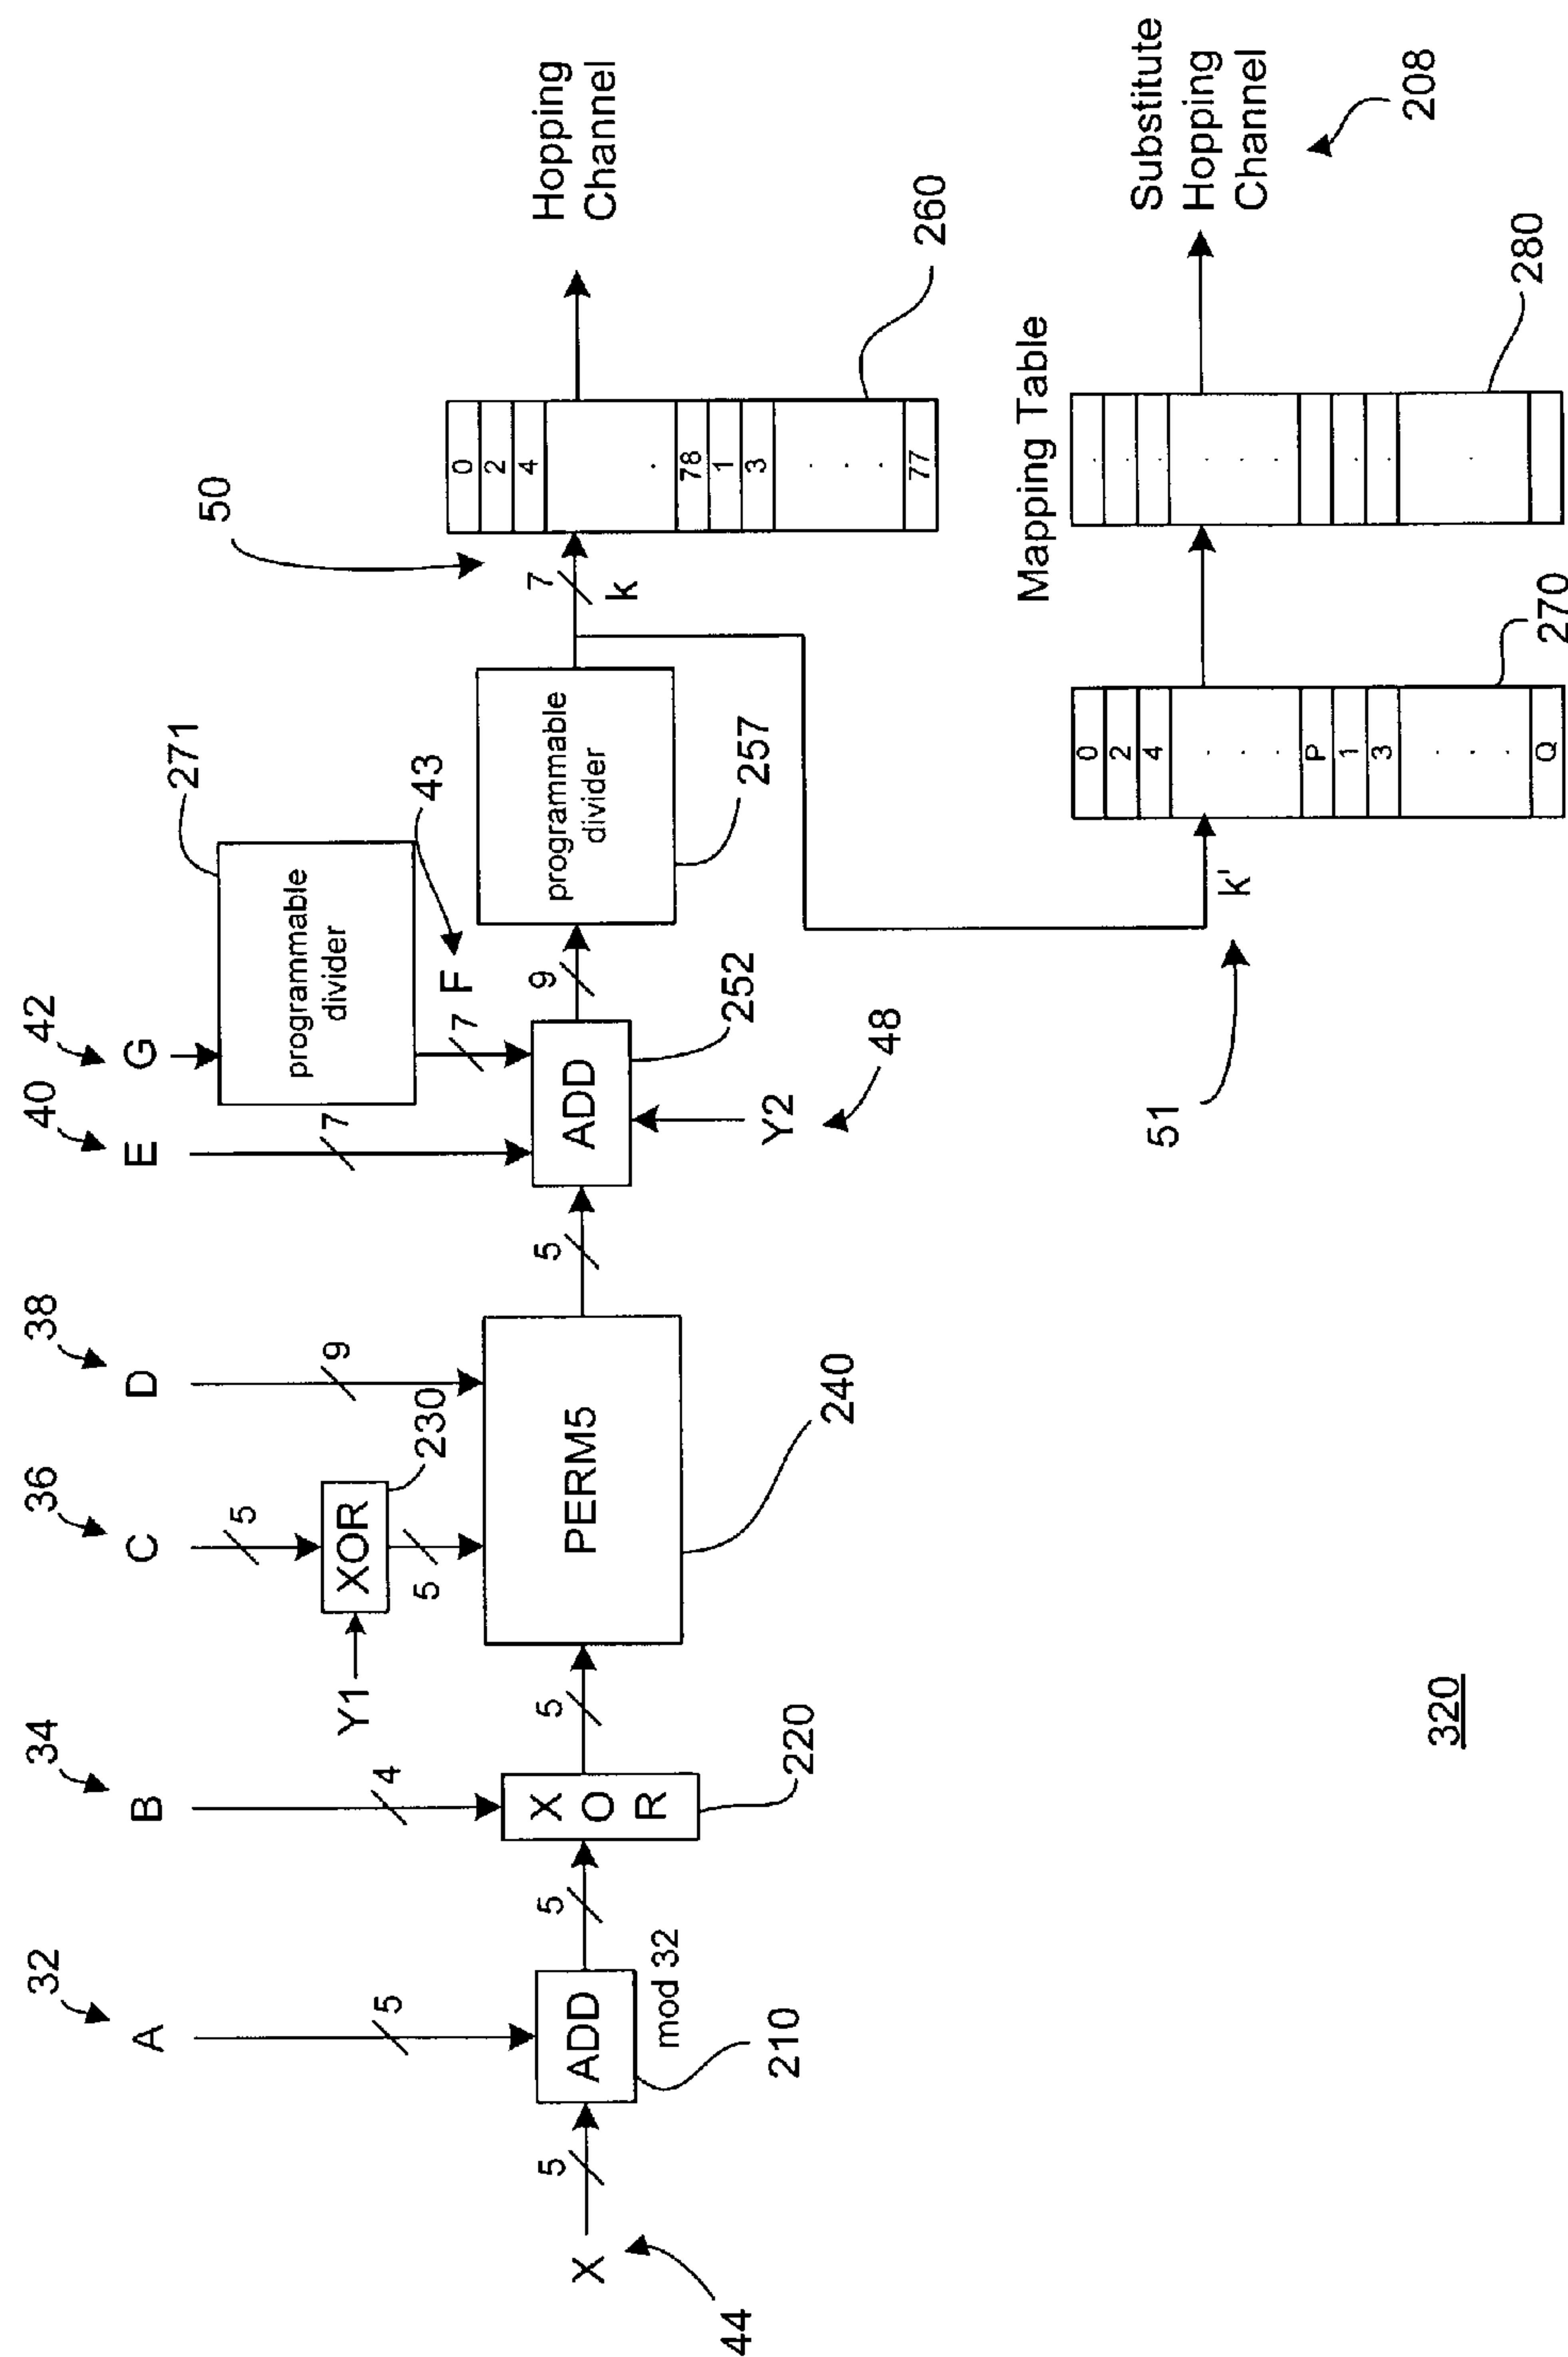 32
A
5
34
B
4
36
C
5
38
D
9
40
E
7
42
G
271
programmable
divider
7
F
43
Y1
XOR
230
5
44
X
5
ADD
mod 32
210
5
X
O
R
220
5
PERM5
240
5
ADD
252
Y2
48
9
programmable
divider
257
7
k
50
0
2
4
78
1
3
77
260
Hopping
Channel
51
k'
0
2
4
P
1
3
Q
270
Mapping Table
280
Substitute
Hopping
Channel
208
320